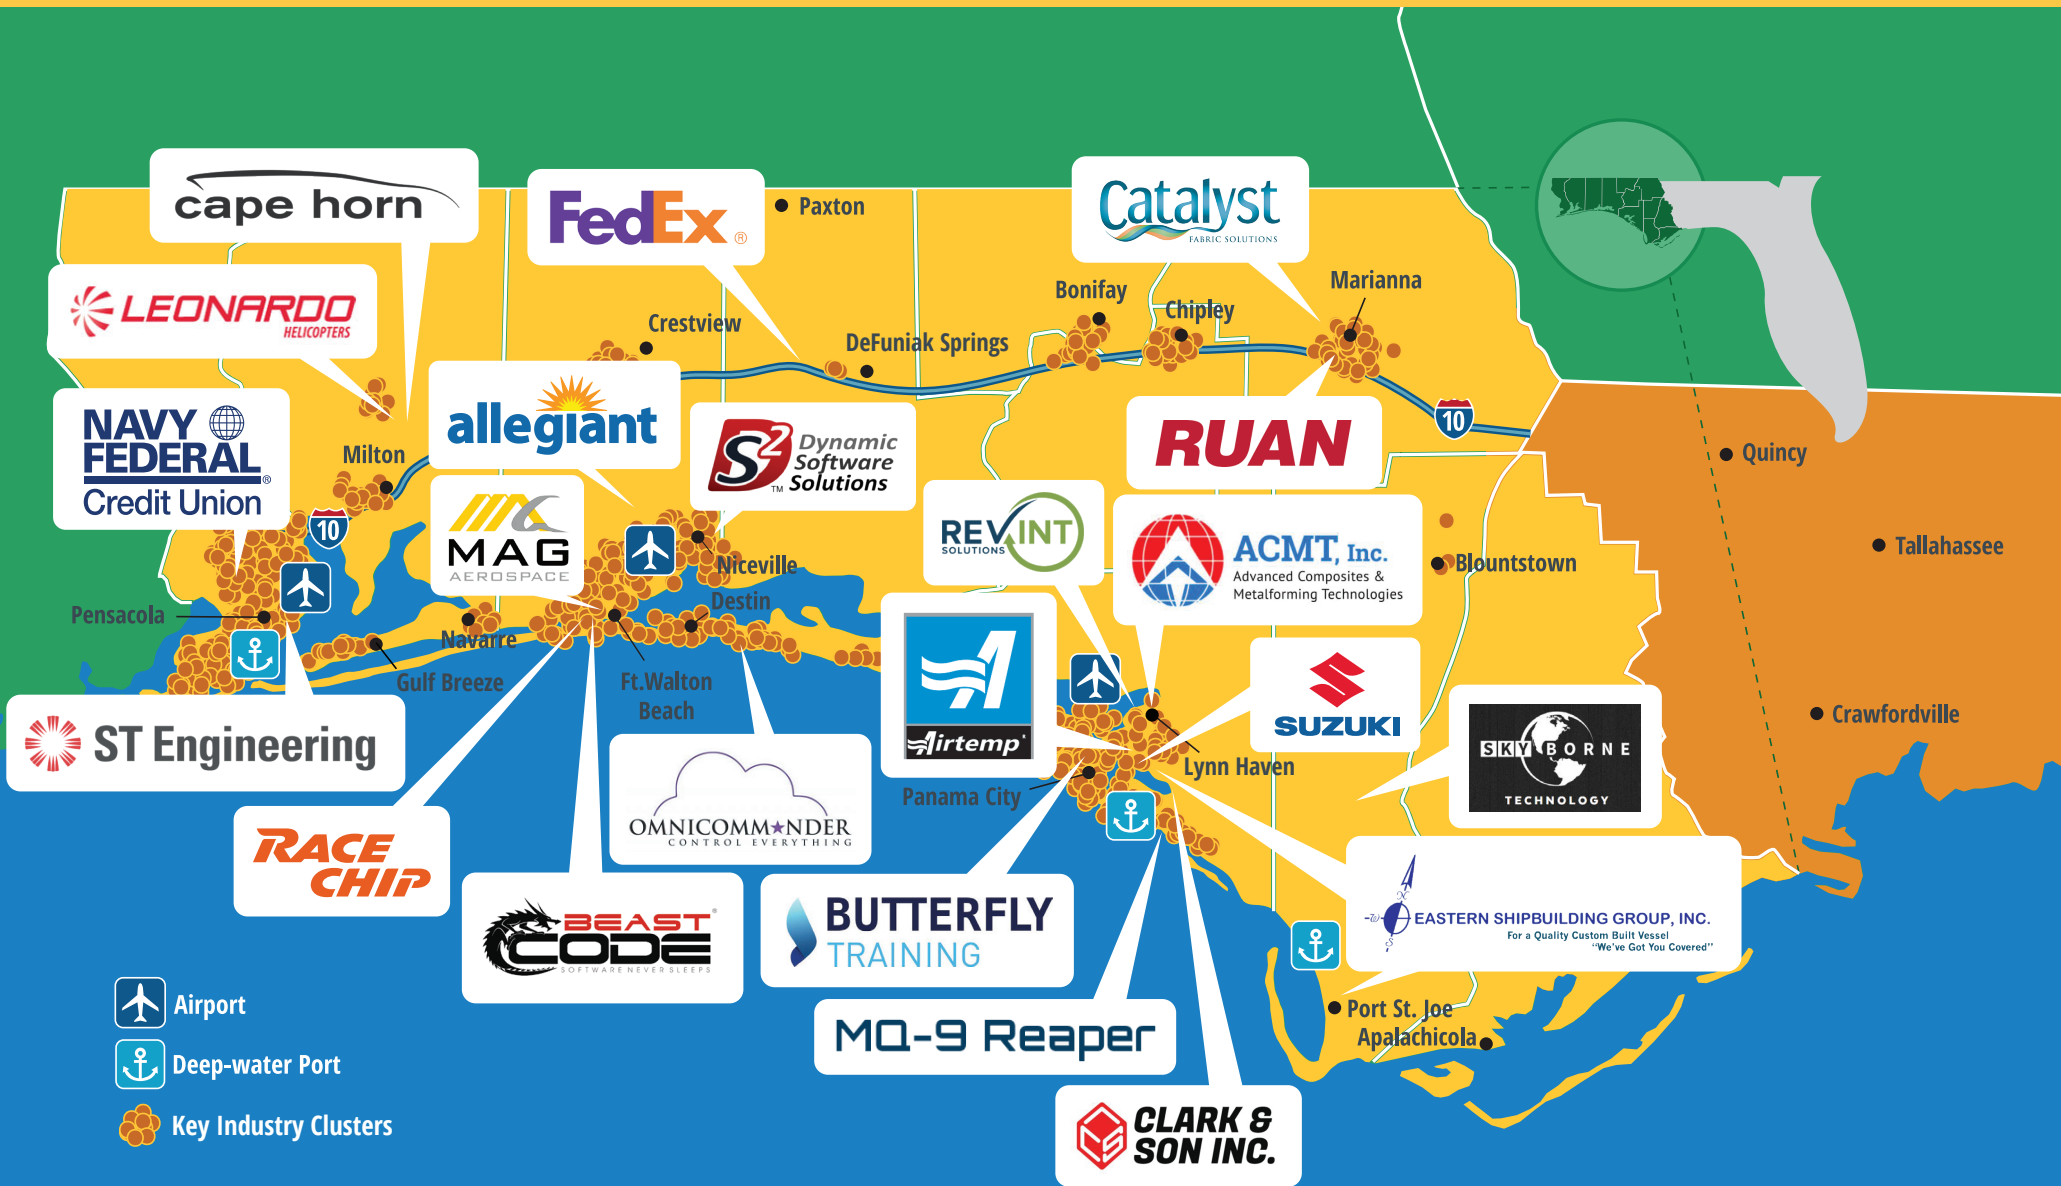 cape horn
FedEx®
Paxton
Catalyst
FABRIC SOLUTIONS
LEONARDO
HELICOPTERS
Bonifay
Marianna
Chipley
Crestview
DeFuniak Springs
NAVY
FEDERAL®
Credit Union
allegiant
Milton
S2 Dynamic
Software
™ Solutions
RUAN
10
Quincy
10
MAG
AEROSPACE
REVINT
SOLUTIONS
ACMT, Inc.
Advanced Composites &
Metalforming Technologies
Tallahassee
Niceville
Blountstown
Destin
Pensacola
Navarre
Gulf Breeze
Ft.Walton
Beach
Airtemp
SUZUKI
SKYBORNE
TECHNOLOGY
Crawfordville
ST Engineering
Lynn Haven
Panama City
OMNICOMMANDER
CONTROL EVERYTHING
RACE
CHIP
BEAST®
CODE
SOFTWARE NEVER SLEEPS
BUTTERFLY
TRAINING
N
W
S
EASTERN SHIPBUILDING GROUP, INC.
For a Quality Custom Built Vessel
"We've Got You Covered"
MQ-9 Reaper
Port St. Joe
Apalachicola
Airport
Deep-water Port
Key Industry Clusters
CLARK &
SON INC.